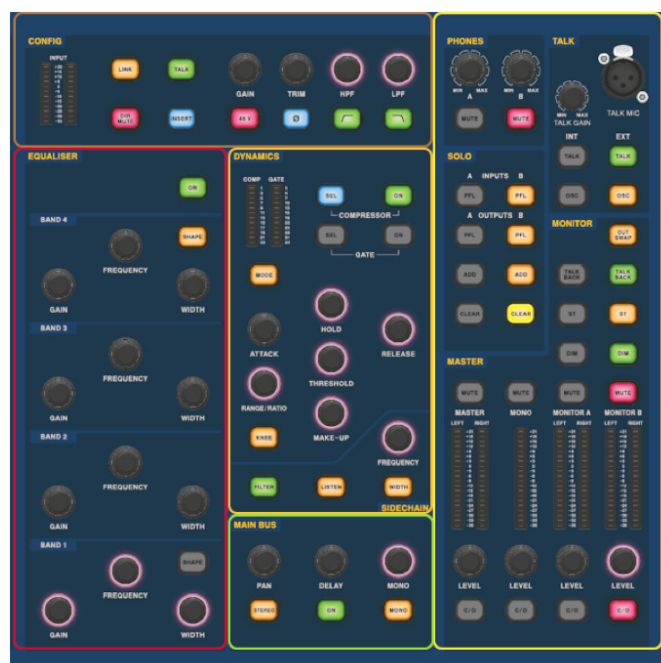 CONFIG
INPUT
LINK
TALK
GAIN
TRIM
HPF
LPF
DIR MUTE
INSERT
48 V
Ø
EQUALISER
ON
BAND 4
SHAPE
FREQUENCY
GAIN
WIDTH
BAND 3
FREQUENCY
GAIN
WIDTH
BAND 2
FREQUENCY
GAIN
WIDTH
BAND 1
SHAPE
FREQUENCY
GAIN
WIDTH
DYNAMICS
COMP GATE
SEL
ON
COMPRESSOR
SEL
ON
GATE
MODE
HOLD
ATTACK
RELEASE
THRESHOLD
RANGE/RATIO
MAKE-UP
KNEE
FREQUENCY
FILTER
LISTEN
WIDTH
SIDECHAIN
MAIN BUS
PAN
DELAY
MONO
STEREO
ON
MONO
PHONES
MIN MAX
MIN MAX
A
B
MUTE
MUTE
SOLO
A INPUTS B
PFL
PFL
A OUTPUTS B
PFL
PFL
ADD
ADD
CLEAR
CLEAR
TALK
MIN MAX
TALK GAIN
TALK MIC
INT
EXT
TALK
TALK
OSC
OSC
MONITOR
OUT SWAP
TALK BACK
TALK BACK
ST
ST
DIM
DIM
MASTER
MUTE
MUTE
MUTE
MUTE
MASTER
MONO
MONITOR A
MONITOR B
LEFT RIGHT
LEFT RIGHT
LEFT RIGHT
LEVEL
LEVEL
LEVEL
LEVEL
C/O
C/O
C/O
C/O